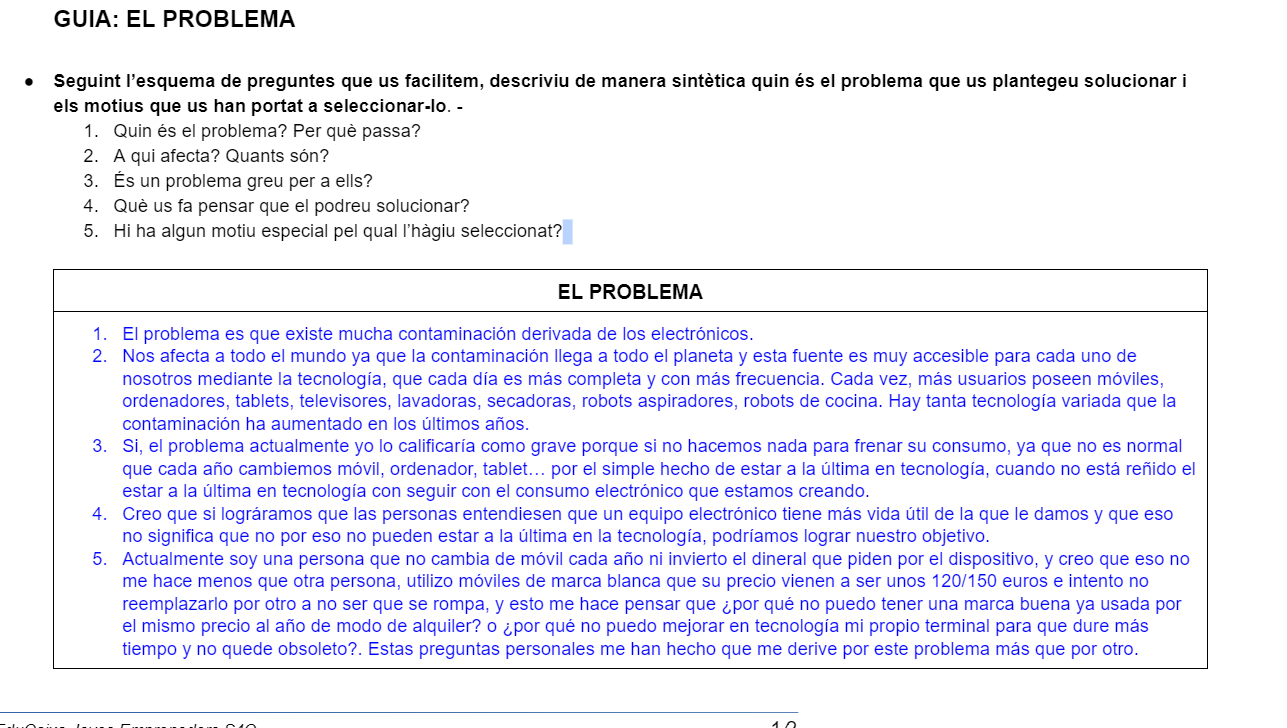 GUIA: EL PROBLEMA
● Seguint l'esquema de preguntes que us facilitem, descriviu de manera sintètica quin és el problema que us plantegeu solucionar i
els motius que us han portat a seleccionar-lo. -
1. Quin és el problema? Per què passa?
2. A qui afecta? Quants són?
3. És un problema greu per a ells?
4. Què us fa pensar que el podreu solucionar?
5. Hi ha algun motiu especial pel qual l'hàgiu seleccionat?
EL PROBLEMA
1. El problema es que existe mucha contaminación derivada de los electrónicos.
2. Nos afecta a todo el mundo ya que la contaminación llega a todo el planeta y esta fuente es muy accesible para cada uno de
nosotros mediante la tecnología, que cada día es más completa y con más frecuencia. Cada vez, más usuarios poseen móviles,
ordenadores, tablets, televisores, lavadoras, secadoras, robots aspiradores, robots de cocina. Hay tanta tecnología variada que la
contaminación ha aumentado en los últimos años.
3. Si, el problema actualmente yo lo calificaría como grave porque si no hacemos nada para frenar su consumo, ya que no es normal
que cada año cambiemos móvil, ordenador, tablet… por el simple hecho de estar a la última en tecnología, cuando no está reñido el
estar a la última en tecnología con seguir con el consumo electrónico que estamos creando.
4. Creo que si lográramos que las personas entendiesen que un equipo electrónico tiene más vida útil de la que le damos y que eso
no significa que no por eso no pueden estar a la última en la tecnología, podríamos lograr nuestro objetivo.
5. Actualmente soy una persona que no cambia de móvil cada año ni invierto el dineral que piden por el dispositivo, y creo que eso no
me hace menos que otra persona, utilizo móviles de marca blanca que su precio vienen a ser unos 120/150 euros e intento no
reemplazarlo por otro a no ser que se rompa, y esto me hace pensar que ¿por qué no puedo tener una marca buena ya usada por
el mismo precio al año de modo de alquiler? o ¿por qué no puedo mejorar en tecnología mi propio terminal para que dure más
tiempo y no quede obsoleto?. Estas preguntas personales me han hecho que me derive por este problema más que por otro.